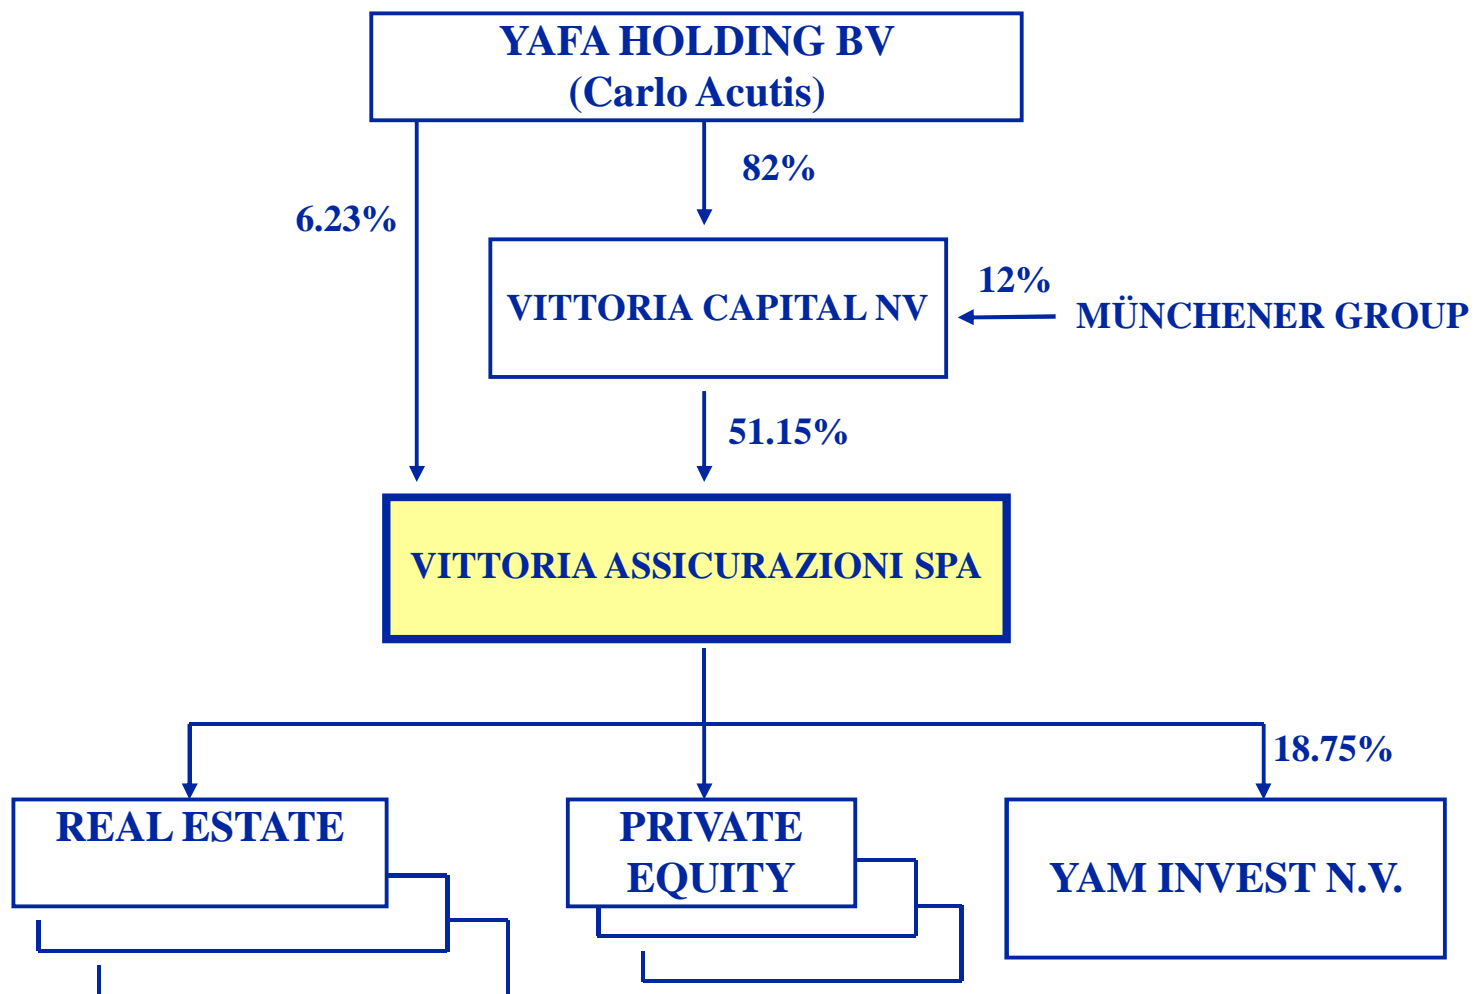 YAFA HOLDING BV
(Carlo Acutis)
82%
6.23%
12%
VITTORIA CAPITAL NV
MÜNCHENER GROUP
51.15%
VITTORIA ASSICURAZIONI SPA
18.75%
REAL ESTATE
PRIVATE
EQUITY
YAM INVEST N.V.